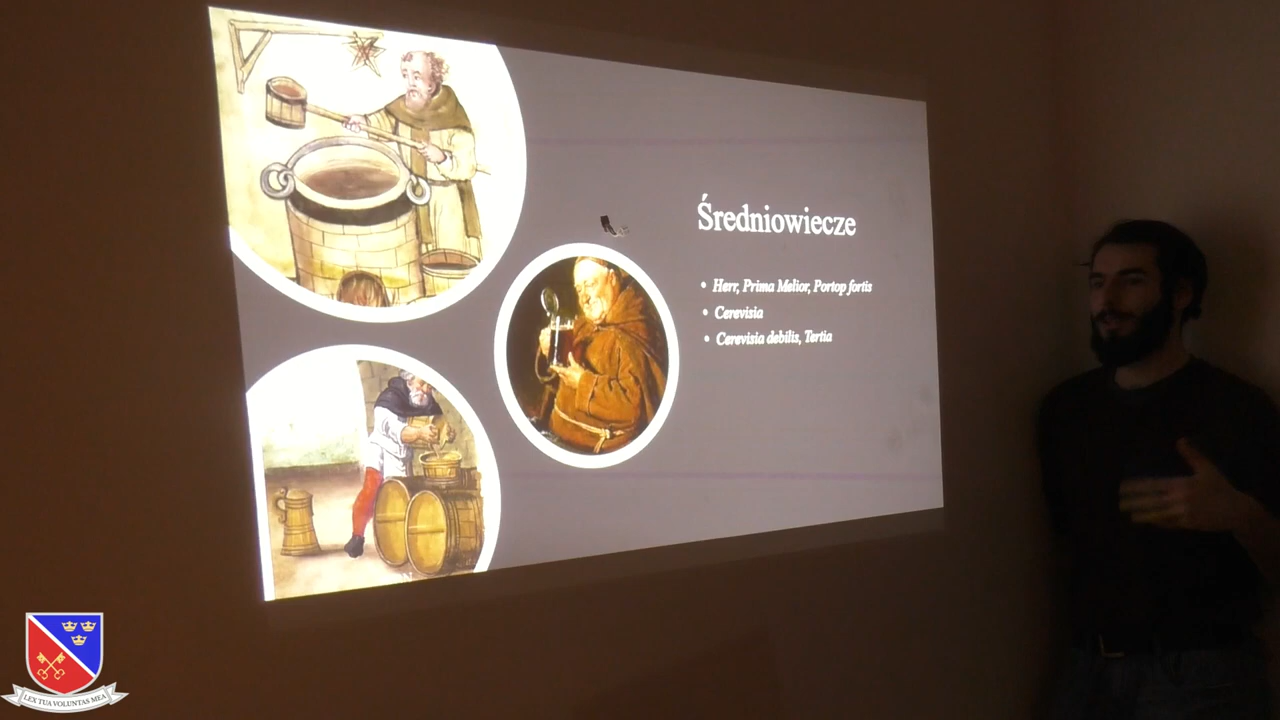 Średniowiecze
• Herr, Prima Melior, Portop fortis
• Cerevisia
• Cerevisia debilis, Tertia
LEX TUA VOLUNTAS MEA